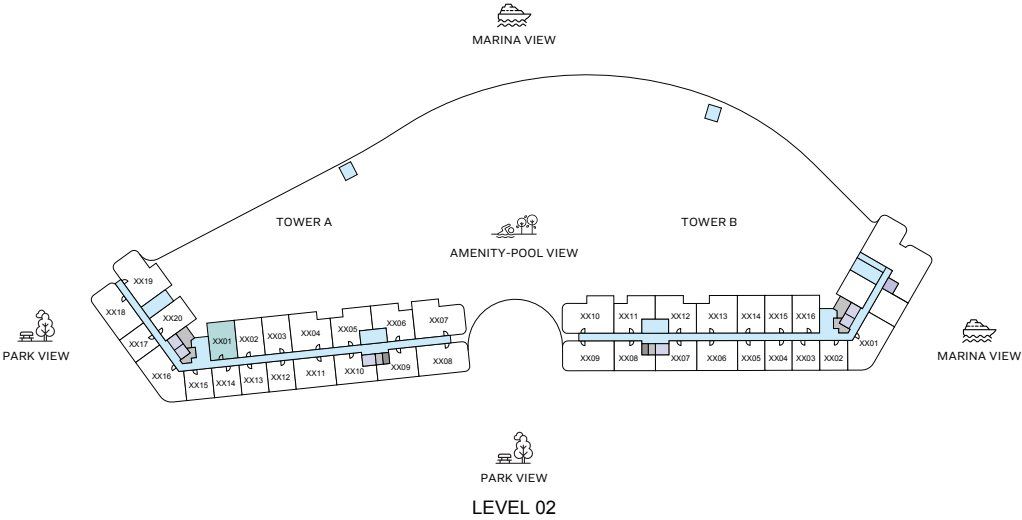 MARINA VIEW
TOWER A
TOWER B
AMENITY-POOL VIEW
XX19
XX18
XX20
XX17
XX16
XX01
XX02
XX03
XX04
XX05
XX06
XX07
XX15
XX14
XX13
XX12
XX11
XX10
XX09
XX08
XX10
XX11
XX12
XX13
XX14
XX15
XX16
XX01
XX09
XX08
XX07
XX06
XX05
XX04
XX03
XX02
PARK VIEW
MARINA VIEW
PARK VIEW
LEVEL 02